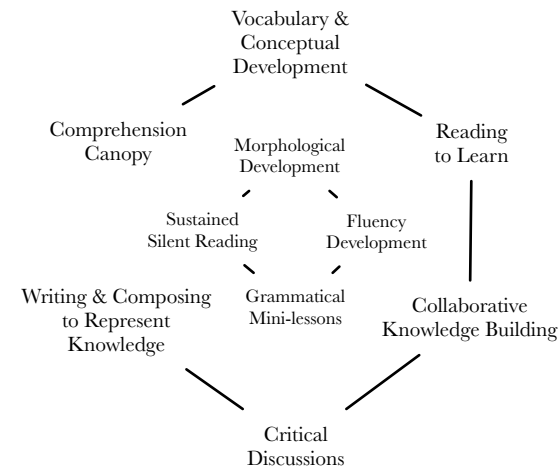 Vocabulary &
Conceptual
Development
Comprehension
Canopy
Reading
to Learn
Morphological
Development
Sustained
Silent Reading
Fluency
Development
Grammatical
Mini-lessons
Writing & Composing
to Represent
Knowledge
Collaborative
Knowledge Building
Critical
Discussions